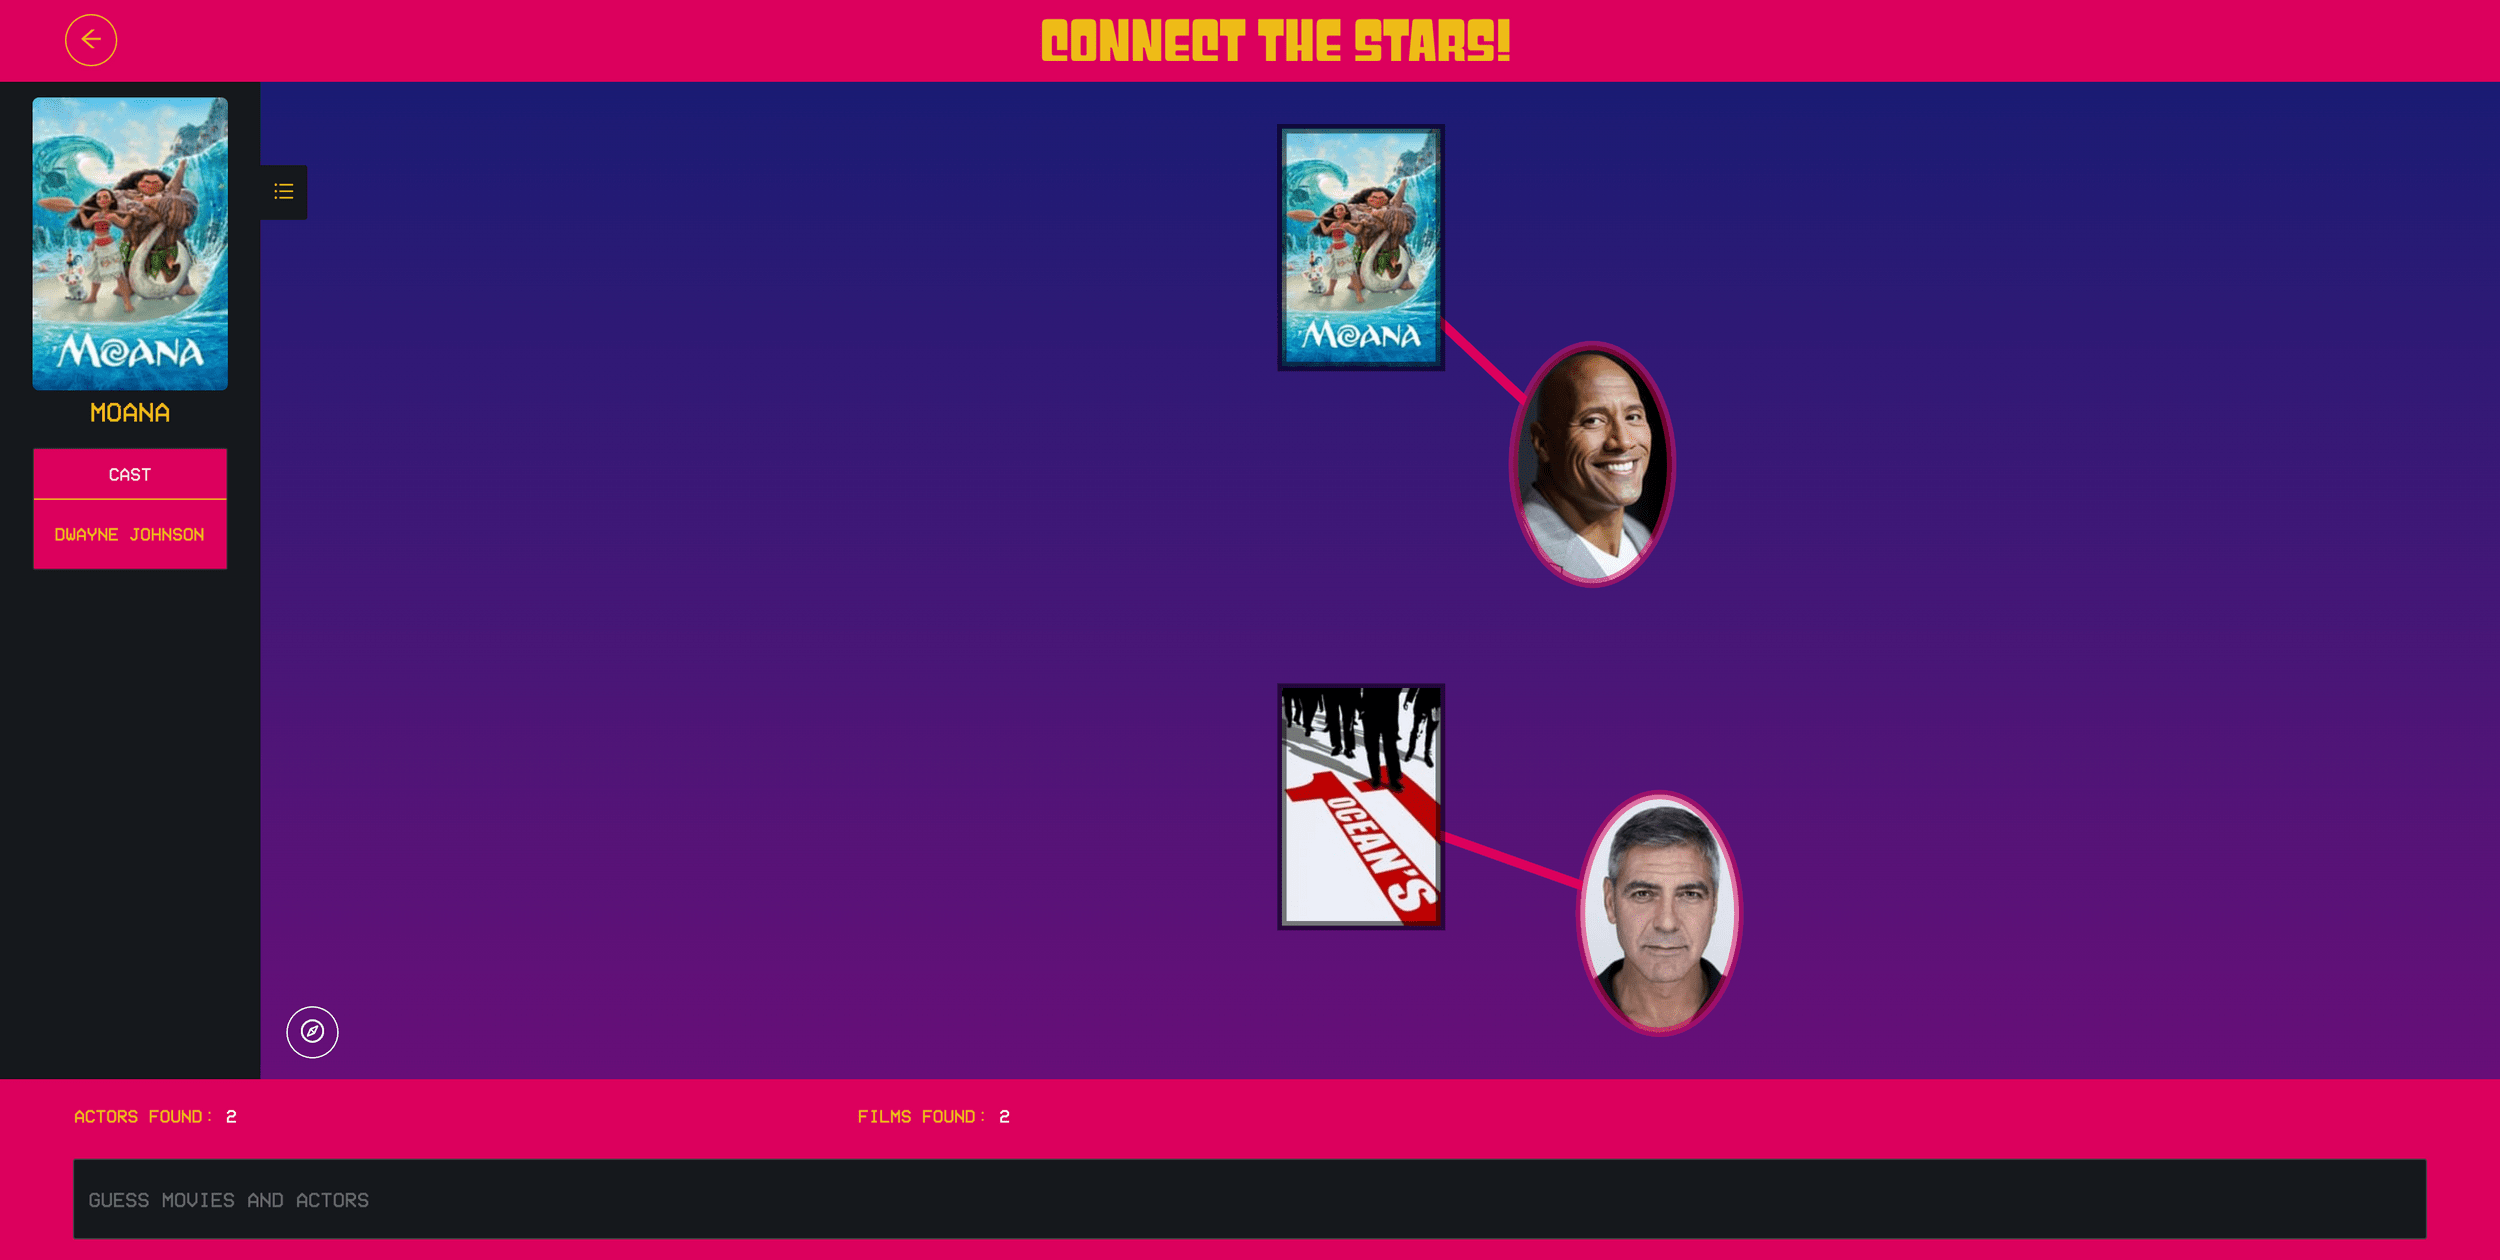 CONNECT THE STARS!
MOANA
MOANA
CAST
DWAYNE JOHNSON
MOANA
OCEAN'S
11
ACTORS FOUND: 2
FILMS FOUND: 2
GUESS MOVIES AND ACTORS